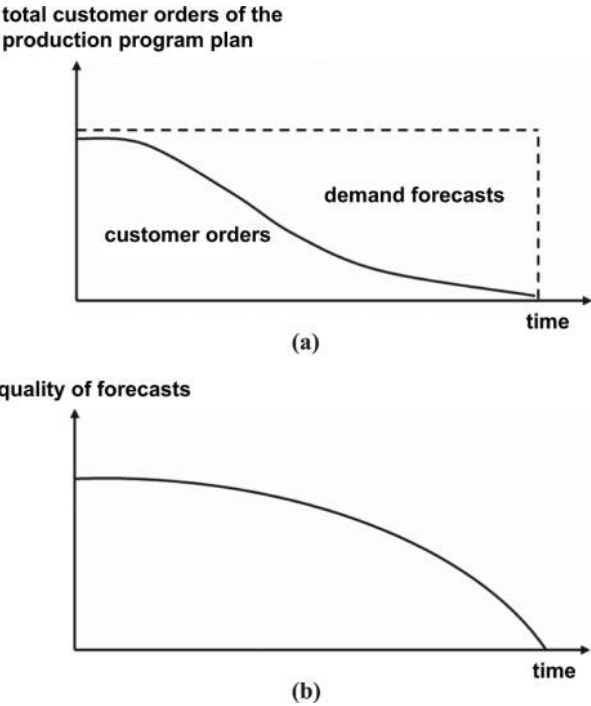 total customer orders of the
production program plan
demand forecasts
customer orders
time
(a)
quality of forecasts
time
(b)